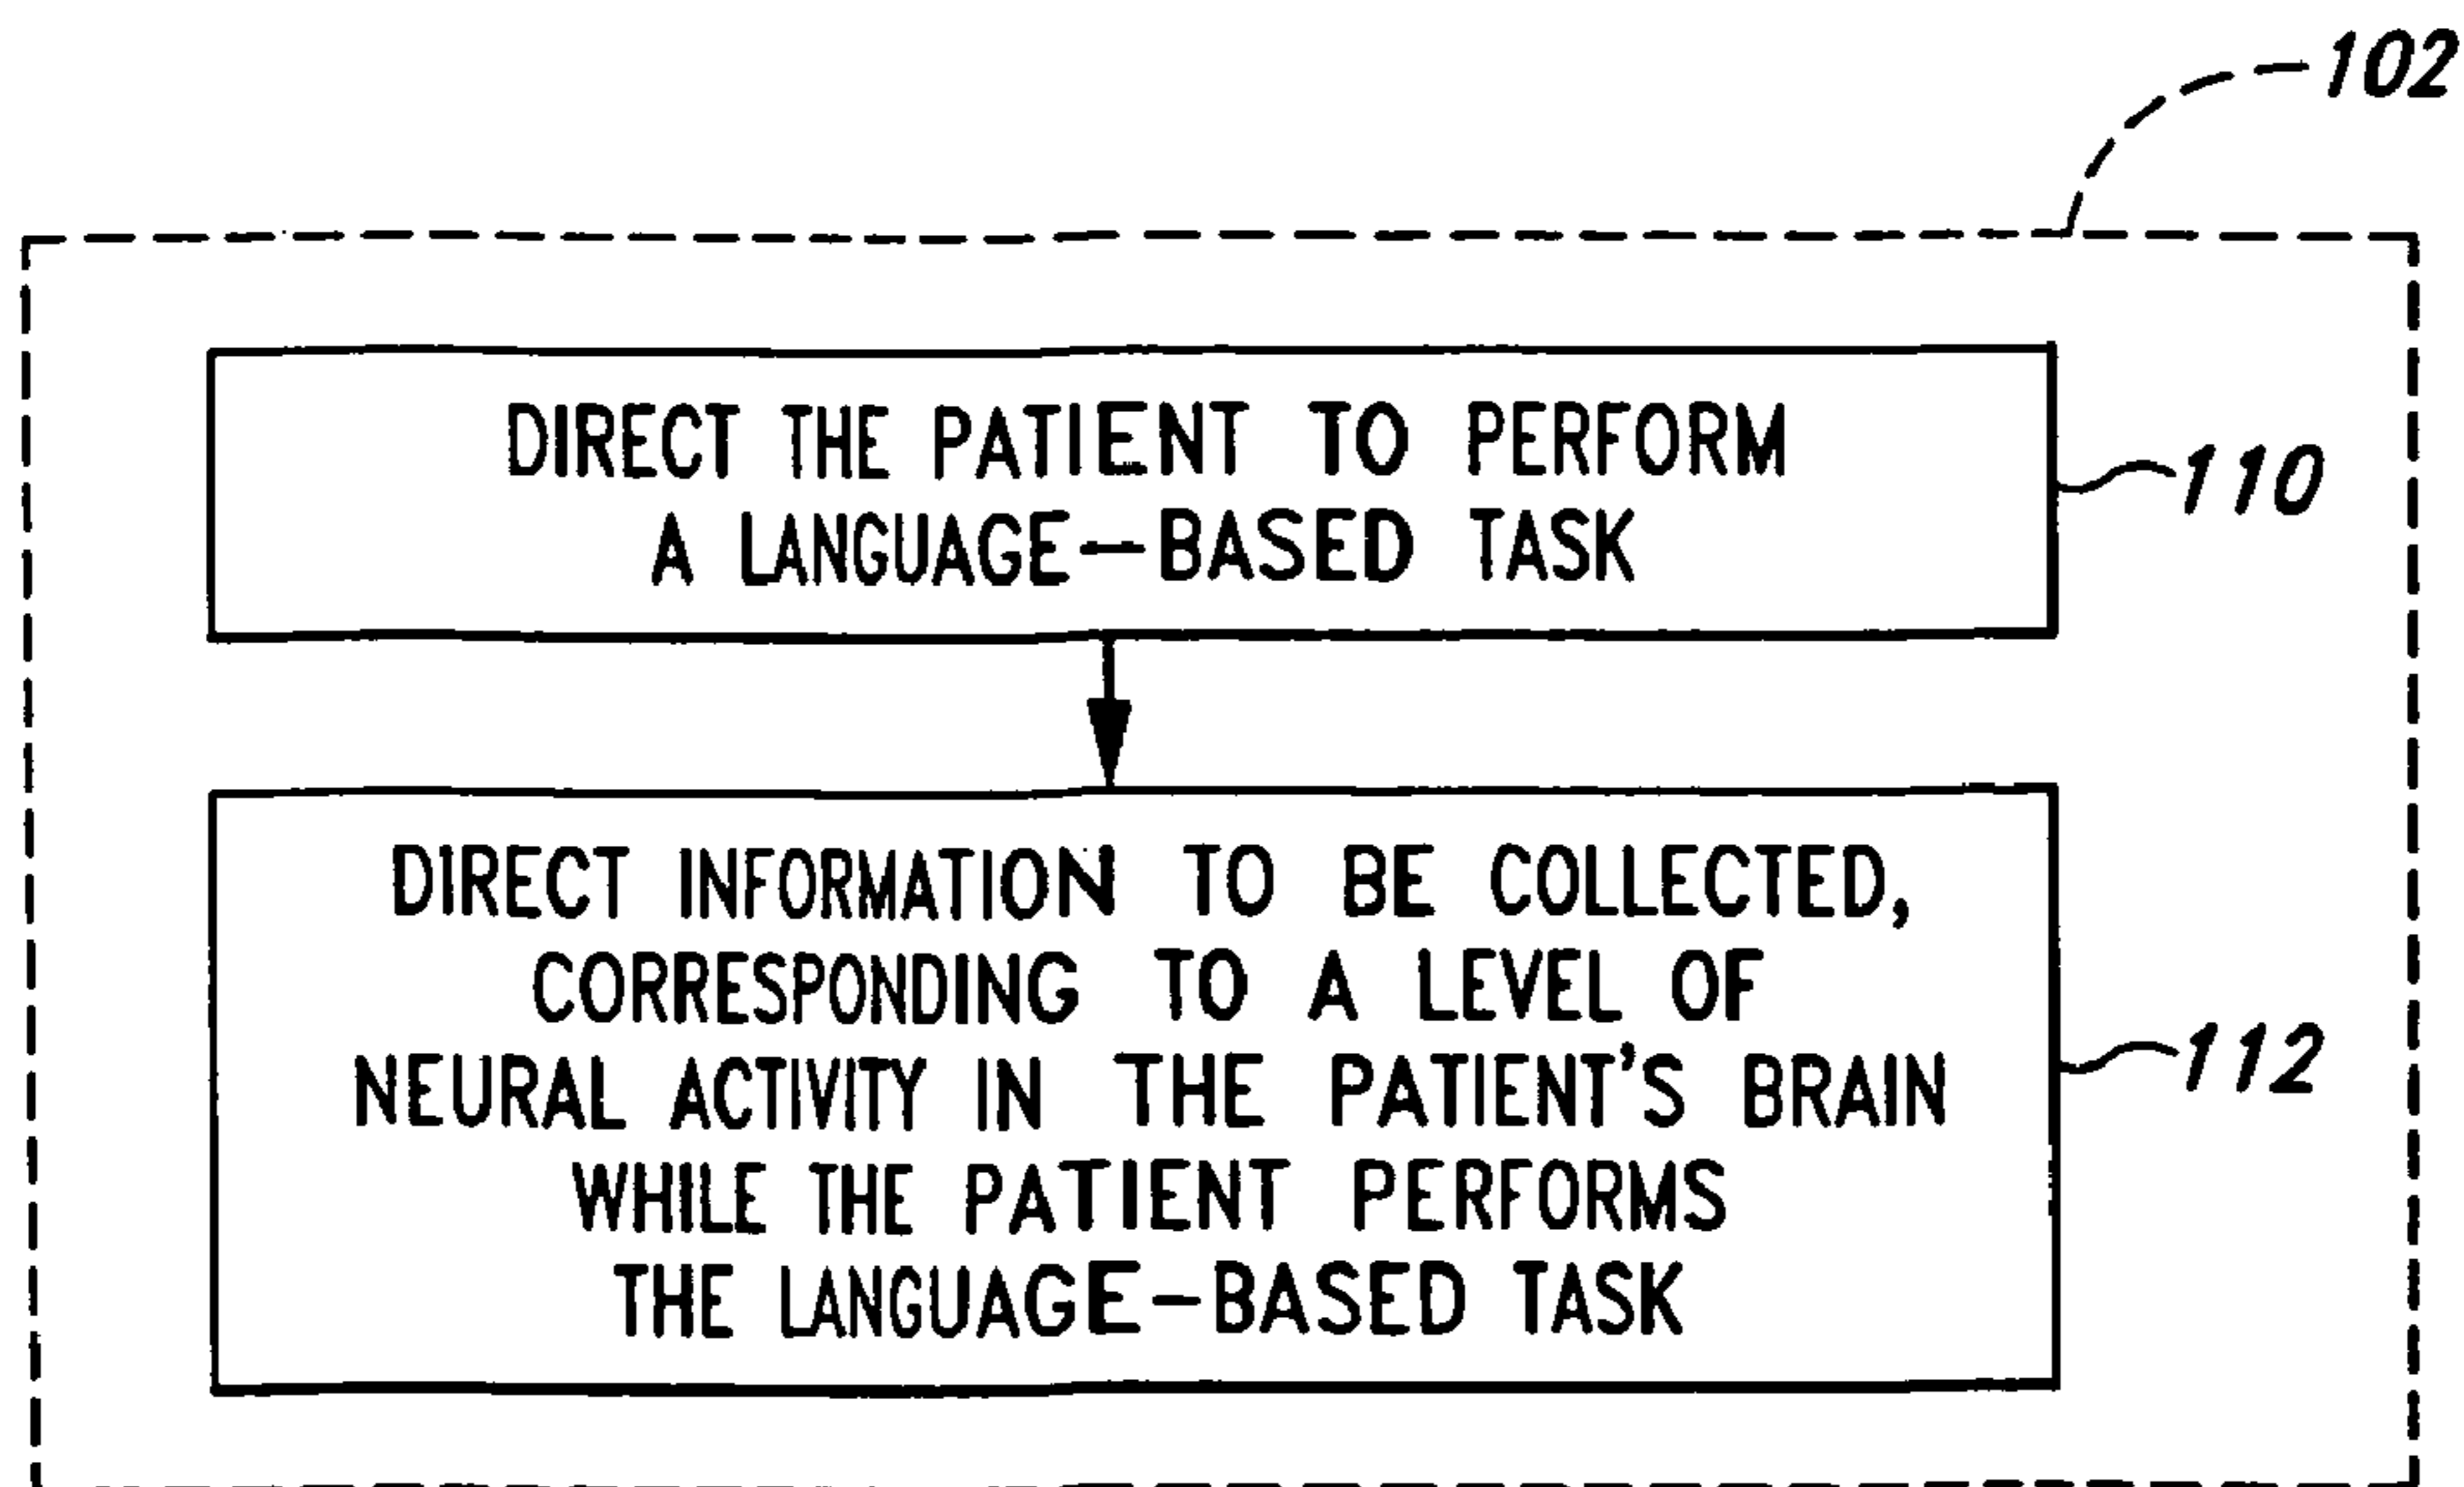 102
DIRECT THE PATIENT TO PERFORM
A LANGUAGE-BASED TASK
110
DIRECT INFORMATION TO BE COLLECTED,
CORRESPONDING TO A LEVEL OF
NEURAL ACTIVITY IN THE PATIENT'S BRAIN
WHILE THE PATIENT PERFORMS
THE LANGUAGE-BASED TASK
112